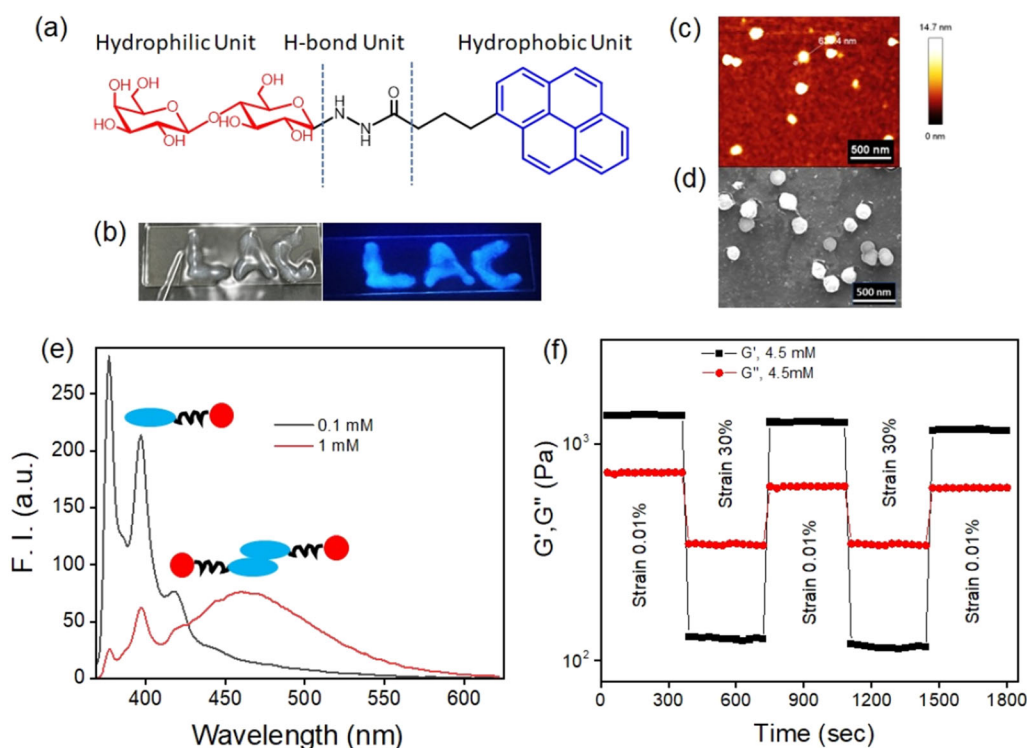 (a)
Hydrophilic Unit H-bond Unit Hydrophobic Unit
OH OH OH
O O O
HO HO
OH OH OH
H
N
N
H
O
(b)
LAC LAC
(c)
14.7 nm
0 nm
500 nm
(d)
500 nm
(e)
250
200
150
100
50
0
F. I. (a.u.)
0.1 mM
1 mM
400 450 500 550 600
Wavelength (nm)
(f)
G', 4.5 mM
G'', 4.5mM
10³
10²
G',G'' (Pa)
Strain 0.01%
Strain 30%
Strain 0.01%
Strain 30%
Strain 0.01%
0 300 600 900 1200 1500 1800
Time (sec)